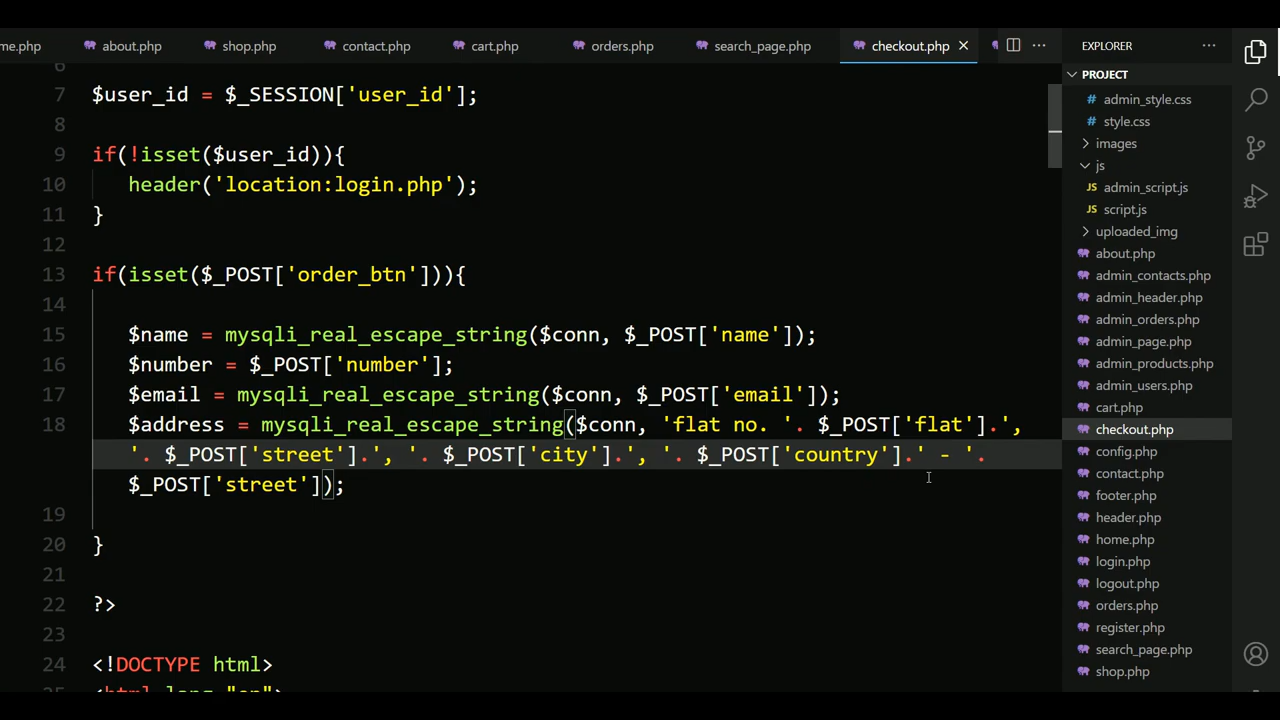 me.php about.php shop.php contact.php cart.php orders.php search_page.php checkout.php EXPLORER
PROJECT
admin_style.css
style.css
images
js
admin_script.js
script.js
uploaded_img
about.php
admin_contacts.php
admin_header.php
admin_orders.php
admin_page.php
admin_products.php
admin_users.php
cart.php
checkout.php
config.php
contact.php
footer.php
header.php
home.php
login.php
logout.php
orders.php
register.php
search_page.php
shop.php
6
7 $user_id = $_SESSION['user_id'];
8
9 if(!isset($user_id)){
10 header('location:login.php');
11 }
12
13 if(isset($_POST['order_btn'])){
14
15 $name = mysqli_real_escape_string($conn, $_POST['name']);
16 $number = $_POST['number'];
17 $email = mysqli_real_escape_string($conn, $_POST['email']);
18 $address = mysqli_real_escape_string($conn, 'flat no. '. $_POST['flat'].',
'. $_POST['street'].', '. $_POST['city'].', '. $_POST['country'].' - '.
$_POST['street']);
19
20 }
21
22 ?>
23
24 <!DOCTYPE html>
25 <html lang="en">